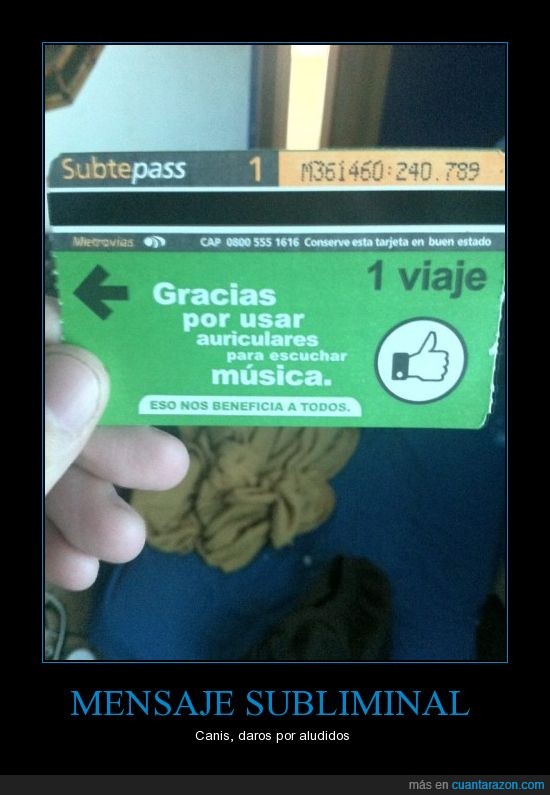 Subtepass 1 M361460:240.789
Metrovías CAP 0800 555 1616 Conserve esta tarjeta en buen estado
1 viaje
Gracias
por usar
auriculares
para escuchar
música.
ESO NOS BENEFICIA A TODOS.
MENSAJE SUBLIMINAL
Canis, daros por aludidos
más en cuantarazon.com